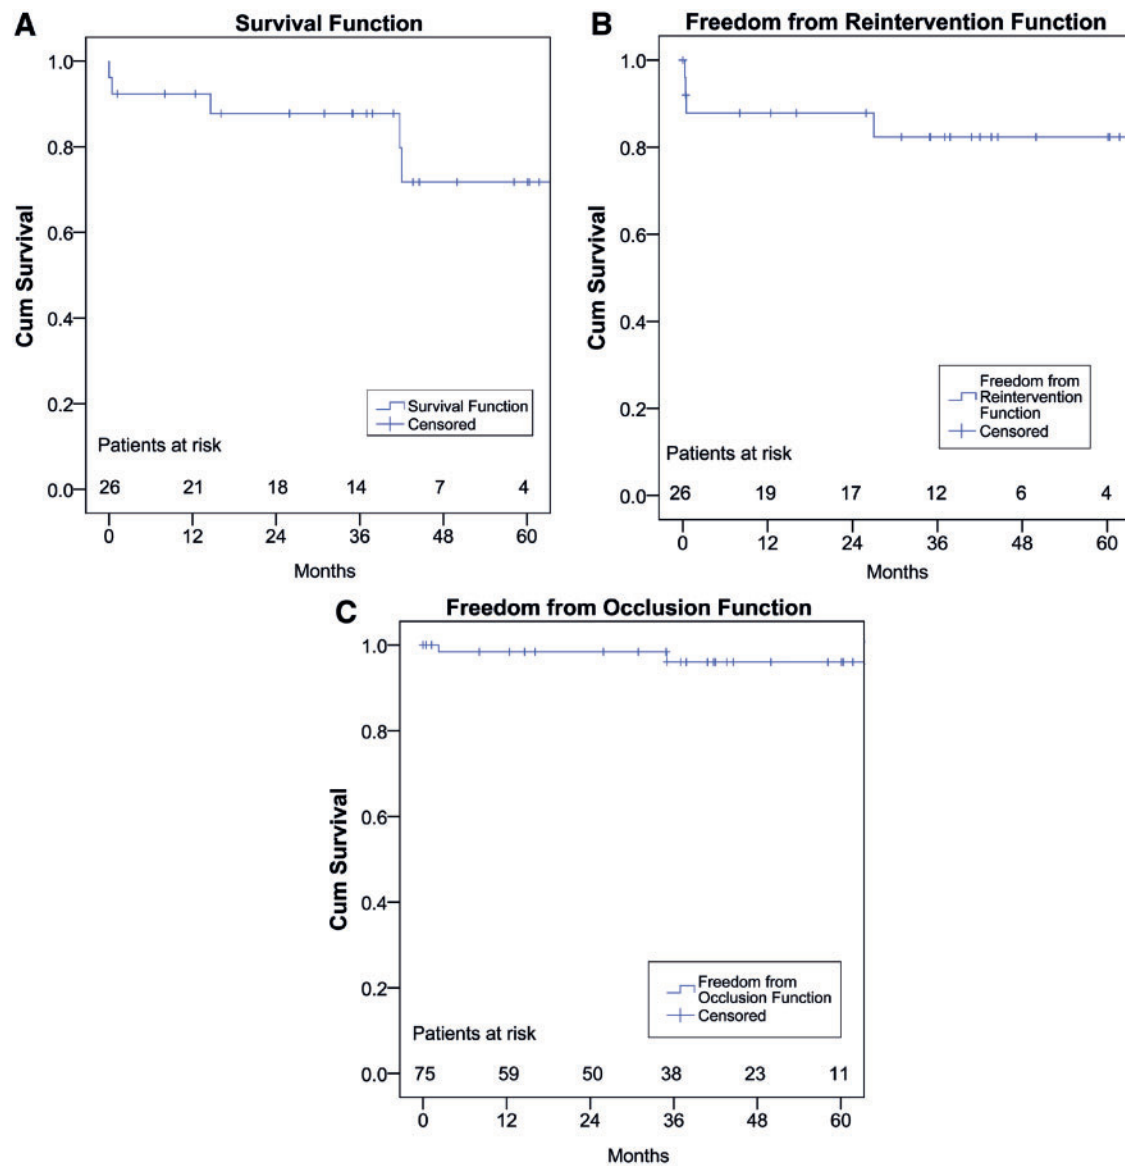 A
Survival Function
1.0
0.8
0.6
0.4
0.2
0.0
Cum Survival
Survival Function
Censored
Patients at risk
26 21 18 14 7 4
0 12 24 36 48 60
Months
B
Freedom from Reintervention Function
1.0
0.8
0.6
0.4
0.2
0.0
Cum Survival
Freedom from
Reintervention
Function
Censored
Patients at risk
26 19 17 12 6 4
0 12 24 36 48 60
Months
C
Freedom from Occlusion Function
1.0
0.8
0.6
0.4
0.2
0.0
Cum Survival
Freedom from
Occlusion Function
Censored
Patients at risk
75 59 50 38 23 11
0 12 24 36 48 60
Months